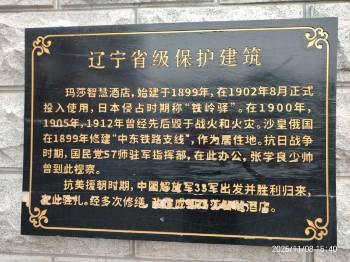 辽宁省级保护建筑
玛莎智慧酒店，始建于1899年，在1902年8月正式
投入使用，日本侵占时期称“铁岭驿”。在1900年，
1905年，1912年曾经先后毁于战火和火灾。沙皇俄国
在1899年修建“中东铁路支线”，作为居住地。抗日战争
时期，国民党57师驻军指挥部，在此办公，张学良少帅
曾到此视察。
抗美援朝时期，中国解放军38军出发并胜利归来，
在此 礼。经多次修缮，
酒店。
2025/11/08 15:40